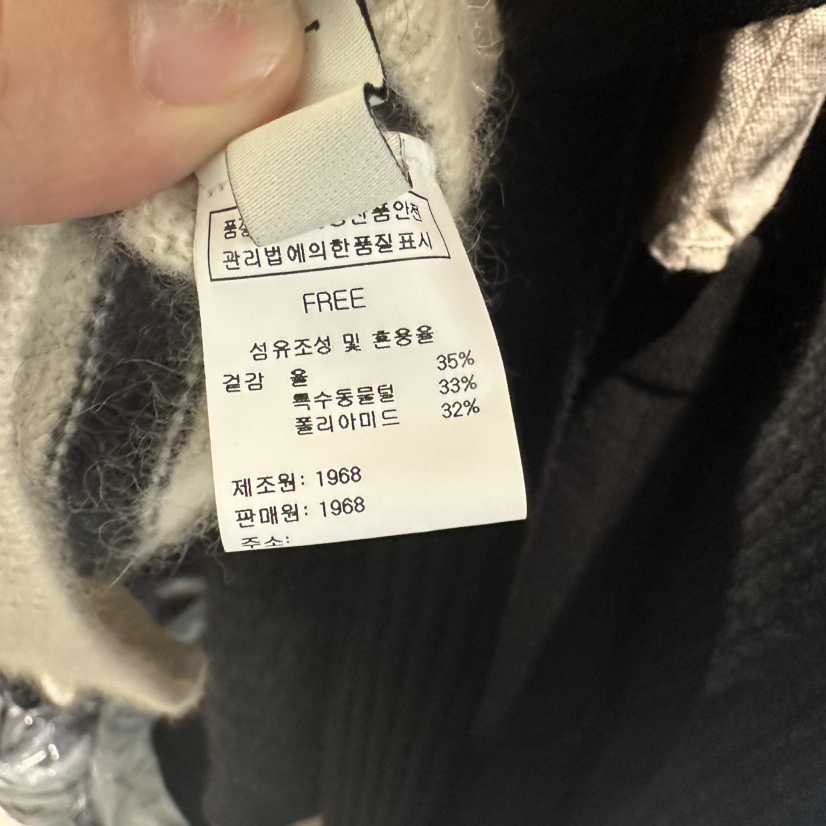 관리법에의한품질표시
FREE
섬유조성 및 혼용율
겉감 울 35%
특수동물털 33%
폴리아미드 32%
제조원: 1968
판매원: 1968
주소: